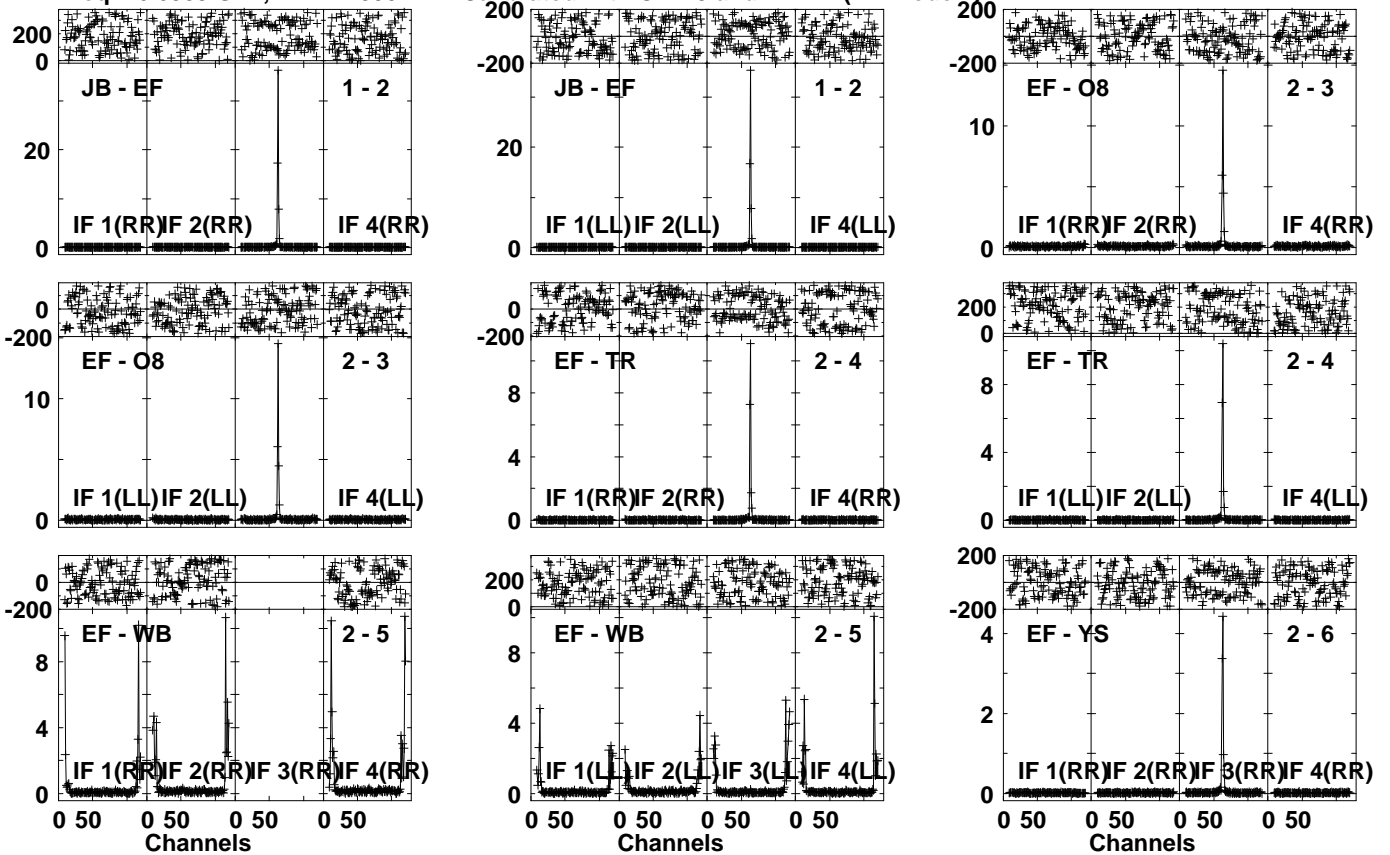 200 200 200
0 -200 -200
JB - EF 1 - 2 JB - EF 1 - 2 EF - O8 2 - 3
20 20 10
IF 1(RR) IF 2(RR) IF 4(RR) IF 1(LL) IF 2(LL) IF 4(LL) IF 1(RR) IF 2(RR) IF 4(RR)
0 0 0
0 0 200
-200 -200 0
EF - O8 2 - 3 EF - TR 2 - 4 EF - TR 2 - 4
10 8 8
4 4
IF 1(LL) IF 2(LL) IF 4(LL) IF 1(RR) IF 2(RR) IF 4(RR) IF 1(LL) IF 2(LL) IF 4(LL)
0 0 0
0 200 200
-200 0 -200
EF - WB 2 - 5 EF - WB 2 - 5 EF - YS 2 - 6
8 8 4
4 4 2
IF 1(RR) IF 2(RR) IF 3(RR) IF 4(RR) IF 1(LL) IF 2(LL) IF 3(LL) IF 4(LL) IF 1(RR) IF 2(RR) IF 3(RR) IF 4(RR)
0 0 0
0 50 0 50 0 50 0 50 0 50 0 50 0 50 0 50 0 50 0 50 0 50 0 50
Channels Channels Channels